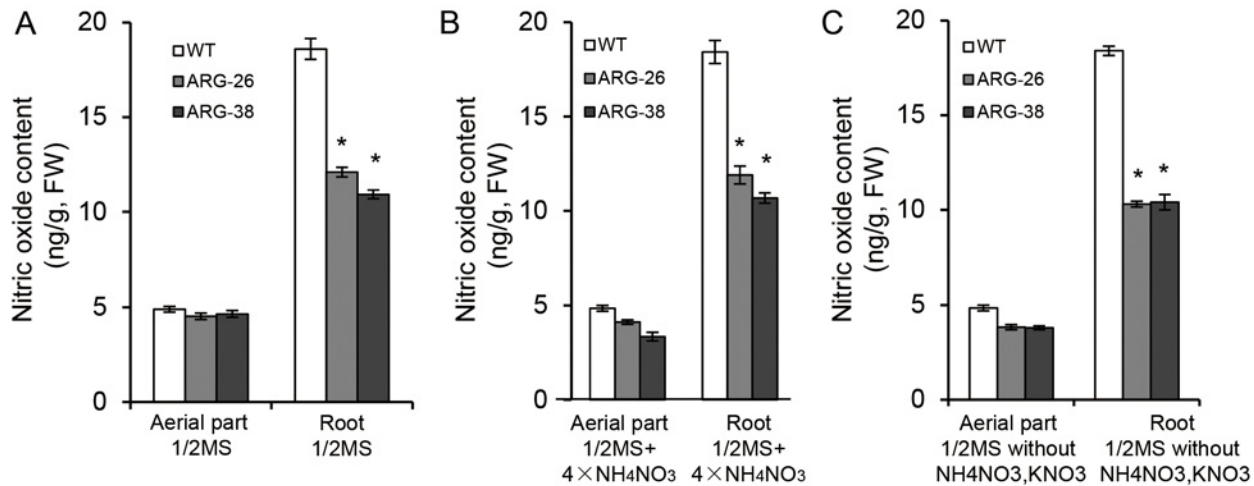 A
Nitric oxide content
(ng/g, FW)
20
15
10
5
0
WT
ARG-26
ARG-38
*
*
Aerial part
1/2MS
Root
1/2MS
B
Nitric oxide content
(ng/g, FW)
20
15
10
5
0
WT
ARG-26
ARG-38
*
*
Aerial part
1/2MS+
4×NH₄NO₃
Root
1/2MS+
4×NH₄NO₃
C
Nitric oxide content
(ng/g, FW)
20
15
10
5
0
WT
ARG-26
ARG-38
*
*
Aerial part
1/2MS without
NH4NO3,KNO3
Root
1/2MS without
NH4NO3,KNO3